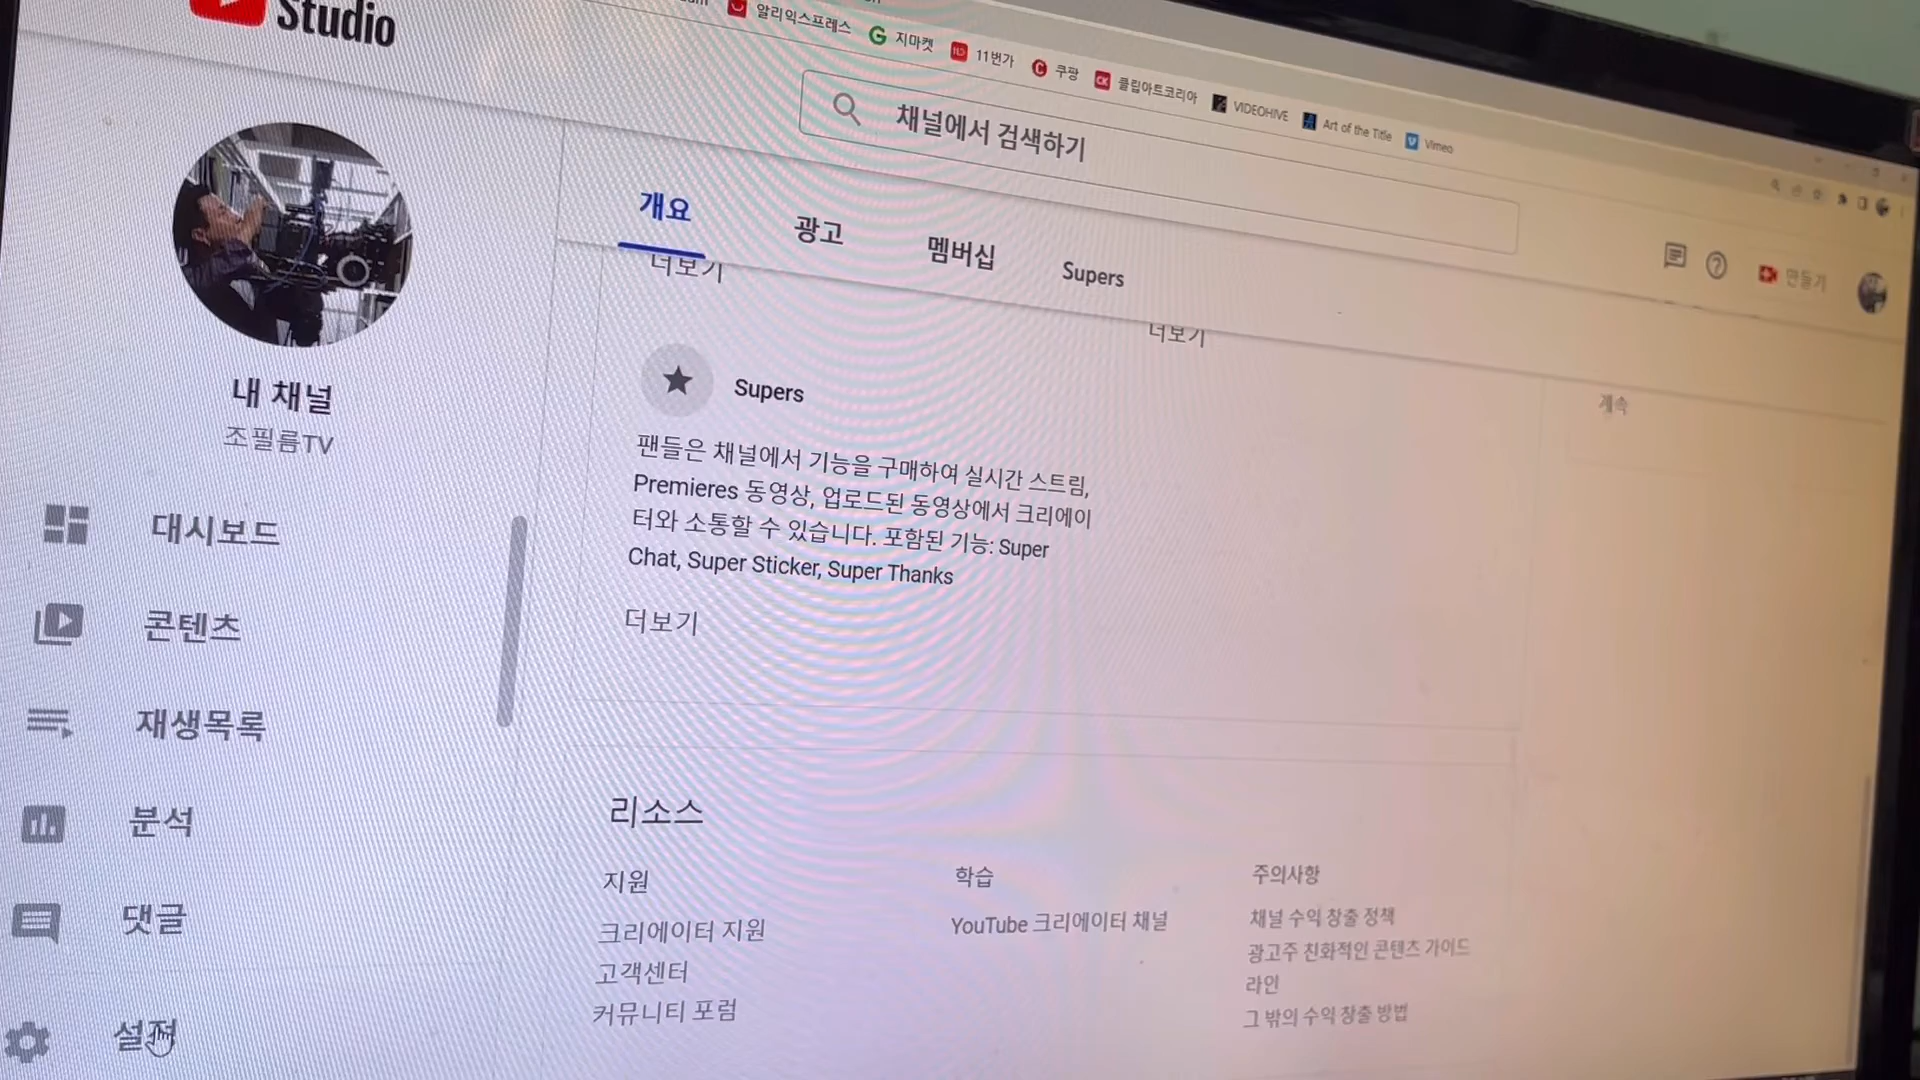 Studio
알리익스프레스
지마켓
11번가
쿠팡
클립아트코리아
VIDEOHIVE
Art of the Title
Vimeo
채널에서 검색하기
만들기
개요
광고
멤버십
Supers
더보기
더보기
계속
내 채널
조필름TV
대시보드
콘텐츠
재생목록
분석
댓글
설정
Supers
팬들은 채널에서 기능을 구매하여 실시간 스트림,
Premieres 동영상, 업로드된 동영상에서 크리에이
터와 소통할 수 있습니다. 포함된 기능: Super
Chat, Super Sticker, Super Thanks
더보기
리소스
지원
크리에이터 지원
고객센터
커뮤니티 포럼
학습
YouTube 크리에이터 채널
주의사항
채널 수익 창출 정책
광고주 친화적인 콘텐츠 가이드
라인
그 밖의 수익 창출 방법